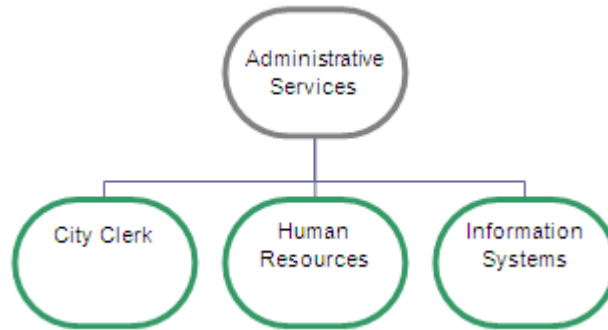 Administrative
Services
City Clerk
Human
Resources
Information
Systems